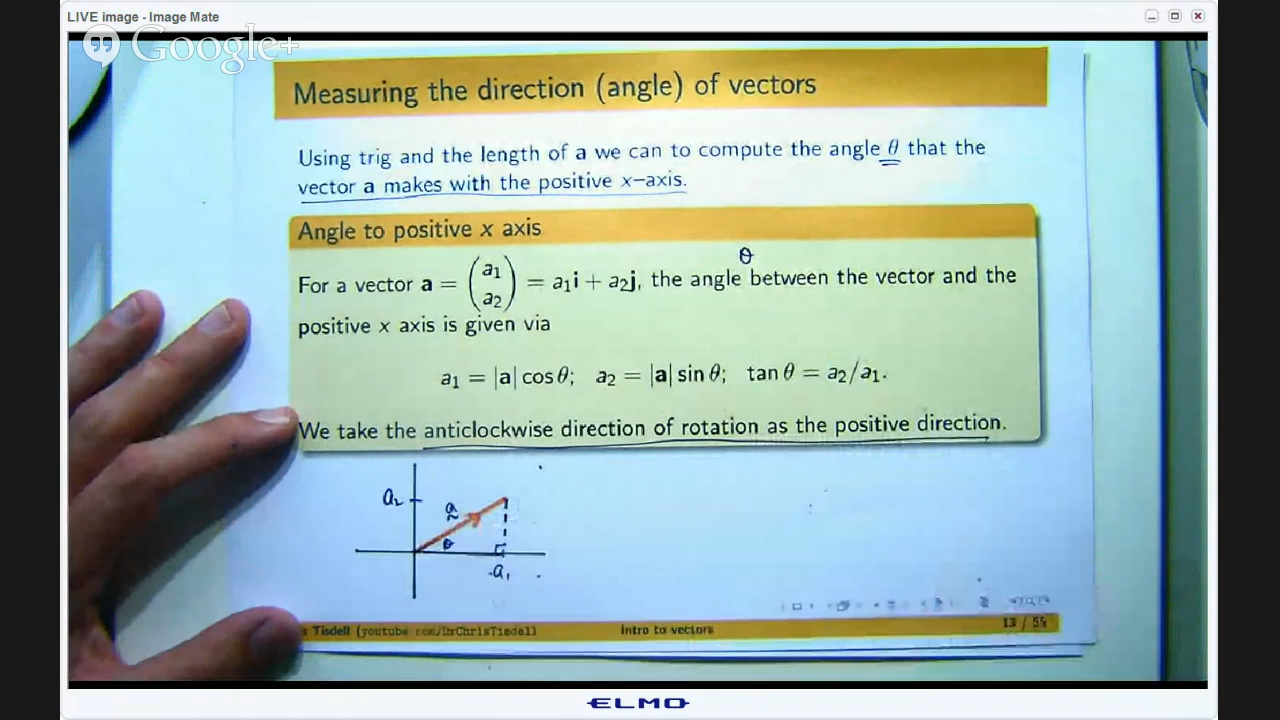 LIVE image - Image Mate
Google+
Measuring the direction (angle) of vectors
Using trig and the length of a we can to compute the angle θ that the
vector a makes with the positive x−axis.
Angle to positive x axis
θ
For a vector a = (a1 a2) = a1i + a2j, the angle between the vector and the
positive x axis is given via
a1 = |a| cos θ; a2 = |a| sin θ; tan θ = a2/a1.
We take the anticlockwise direction of rotation as the positive direction.
a2
a
θ
a1
s Tisdell (youtube.com/DrChrisTisdell Intro to vectors 13 / 55
ELMO